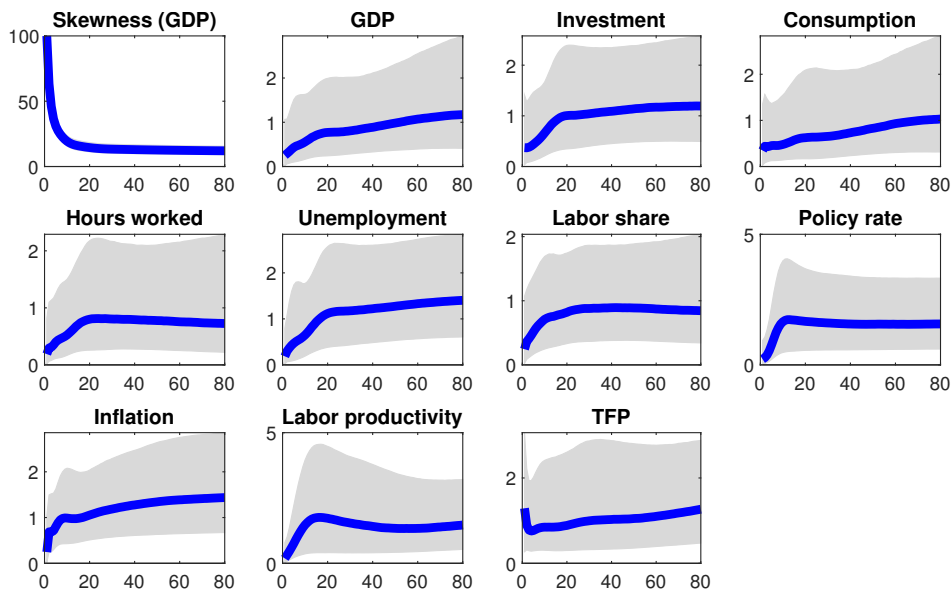 Skewness (GDP)
100
50
0
0 20 40 60 80
GDP
2
1
0
0 20 40 60 80
Investment
2
1
0
0 20 40 60 80
Consumption
2
1
0
0 20 40 60 80
Hours worked
2
1
0
0 20 40 60 80
Unemployment
2
1
0
0 20 40 60 80
Labor share
2
1
0
0 20 40 60 80
Policy rate
5
0
0 20 40 60 80
Inflation
2
1
0
0 20 40 60 80
Labor productivity
5
0
0 20 40 60 80
TFP
2
1
0
0 20 40 60 80